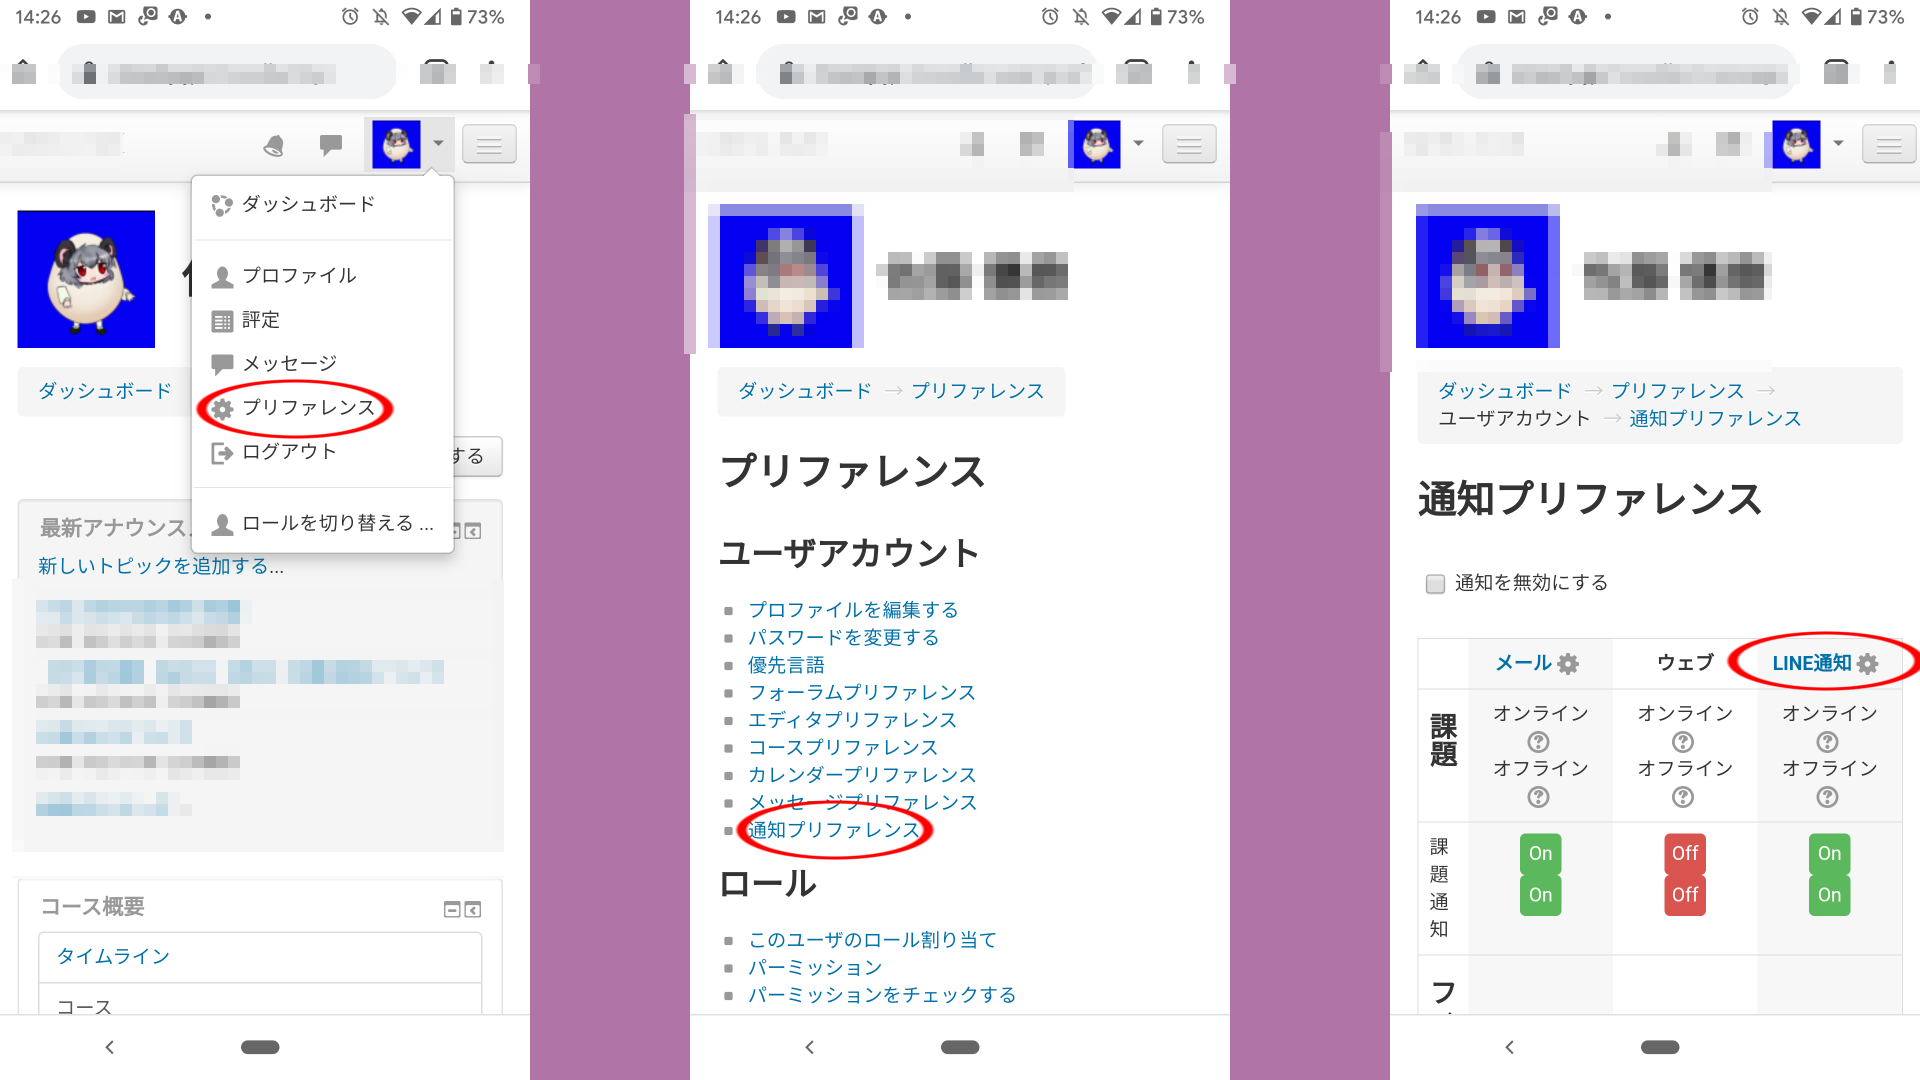 14:26
73%
ダッシュボード
プロファイル
評定
メッセージ
プリファレンス
ログアウト
ロールを切り替える ...
ダッシュボード
する
最新アナウンス
新しいトピックを追加する...
コース概要
タイムライン
コース
14:26
73%
ダッシュボード → プリファレンス
プリファレンス
ユーザアカウント
プロファイルを編集する
パスワードを変更する
優先言語
フォーラムプリファレンス
エディタプリファレンス
コースプリファレンス
カレンダープリファレンス
メッセージプリファレンス
通知プリファレンス
ロール
このユーザのロール割り当て
パーミッション
パーミッションをチェックする
14:26
73%
ダッシュボード → プリファレンス →
ユーザアカウント → 通知プリファレンス
通知プリファレンス
通知を無効にする
メール ウェブ LINE通知
課題
オンライン オンライン オンライン
オフライン オフライン オフライン
課題通知
On Off On
On Off On
フ